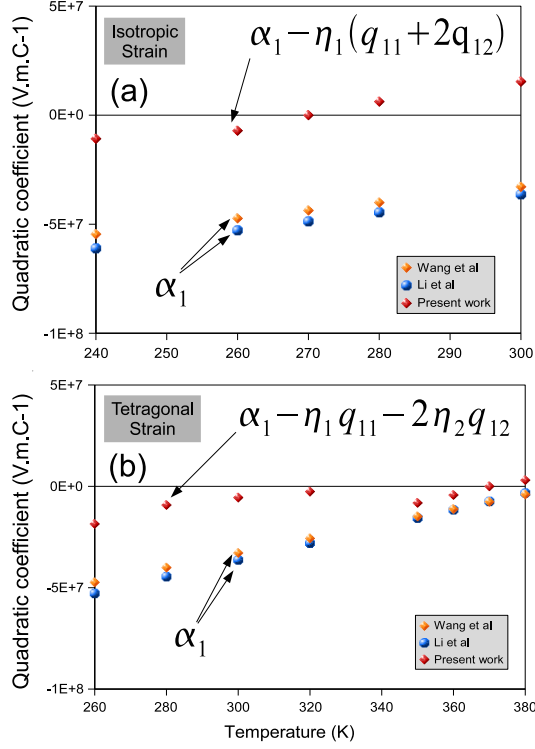 Quadratic coefficient (V.m.C-1)
5E+7
0E+0
-5E+7
-1E+8
Isotropic
Strain
(a)
α₁ − η₁(q₁₁ + 2q₁₂)
α₁
Wang et al
Li et al
Present work
240 250 260 270 280 290 300
Quadratic coefficient (V.m.C-1)
5E+7
0E+0
-5E+7
-1E+8
Tetragonal
Strain
(b)
α₁ − η₁q₁₁ − 2η₂q₁₂
α₁
Wang et al
Li et al
Present work
260 280 300 320 340 360 380
Temperature (K)